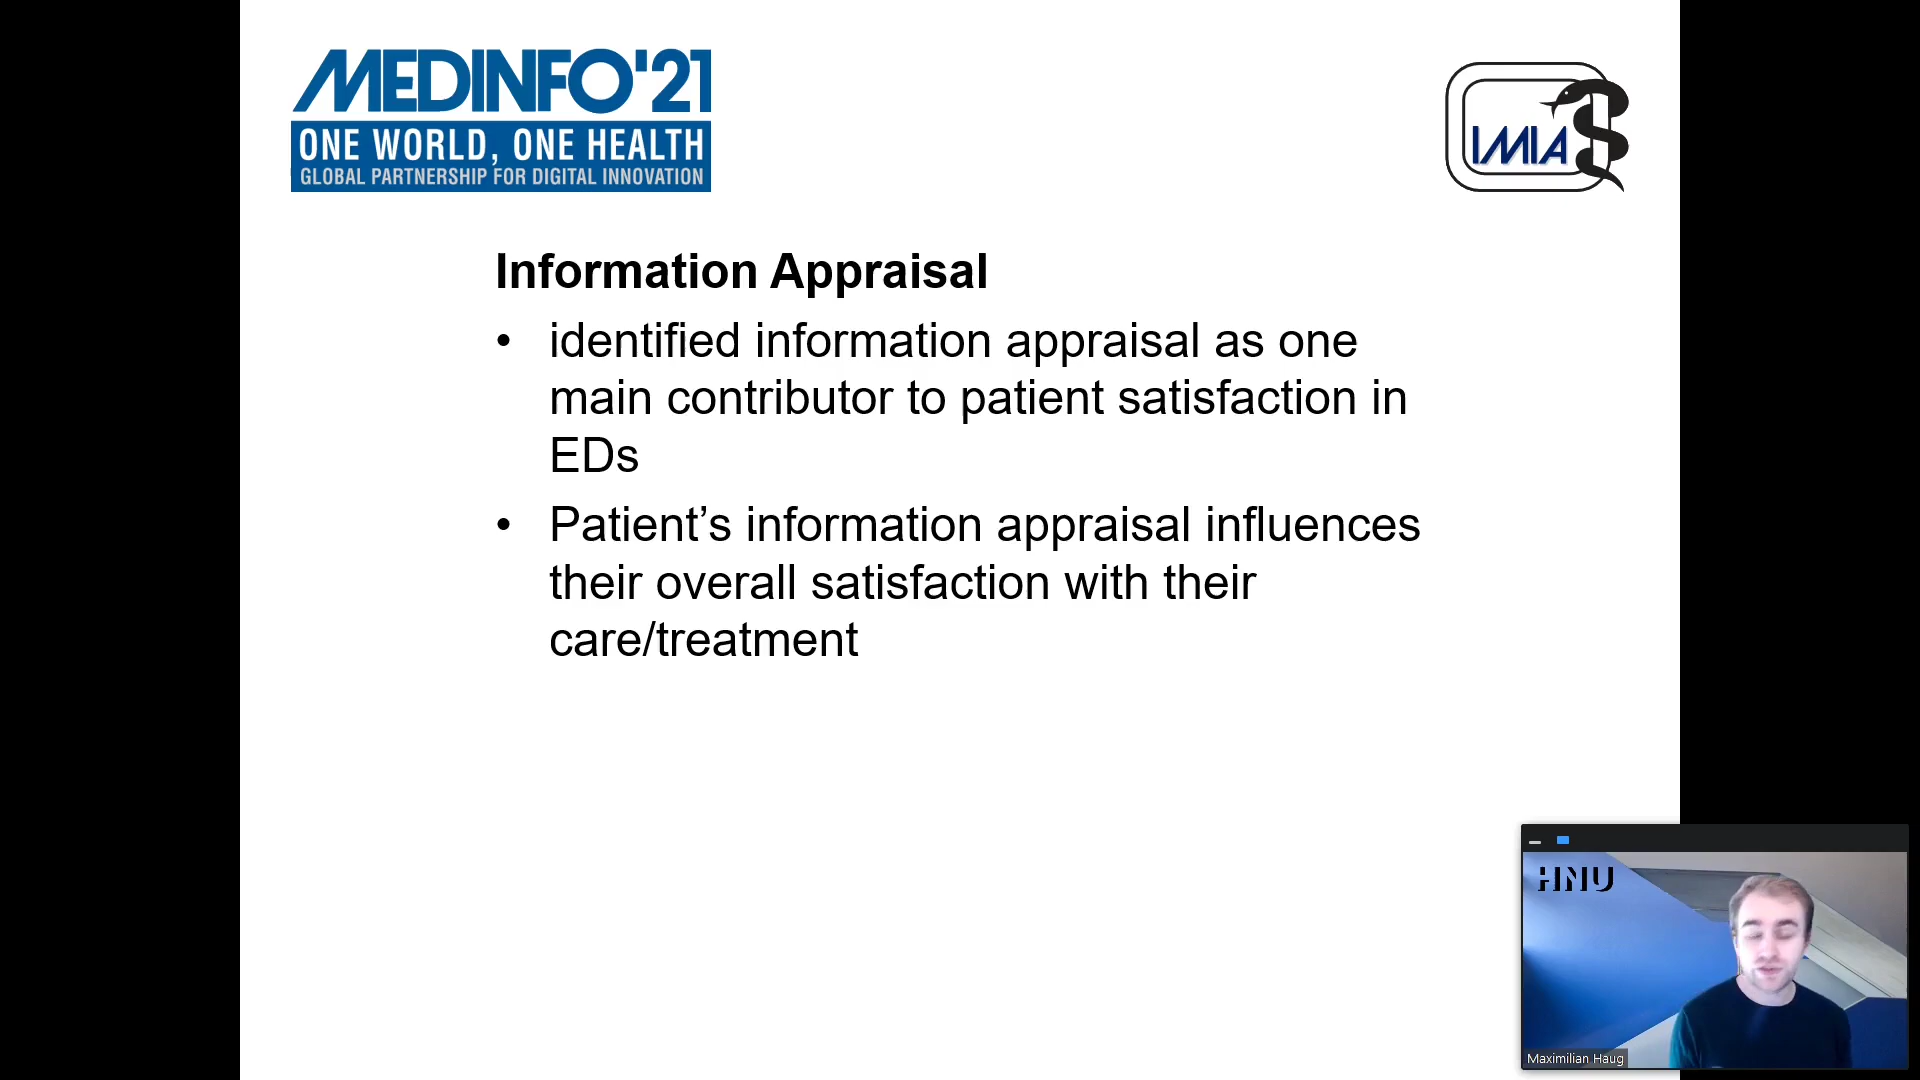 MEDINFO'21
ONE WORLD, ONE HEALTH
GLOBAL PARTNERSHIP FOR DIGITAL INNOVATION
IMIA
Information Appraisal
• identified information appraisal as one
main contributor to patient satisfaction in
EDs
• Patient’s information appraisal influences
their overall satisfaction with their
care/treatment
HNU
Maximilian Haug